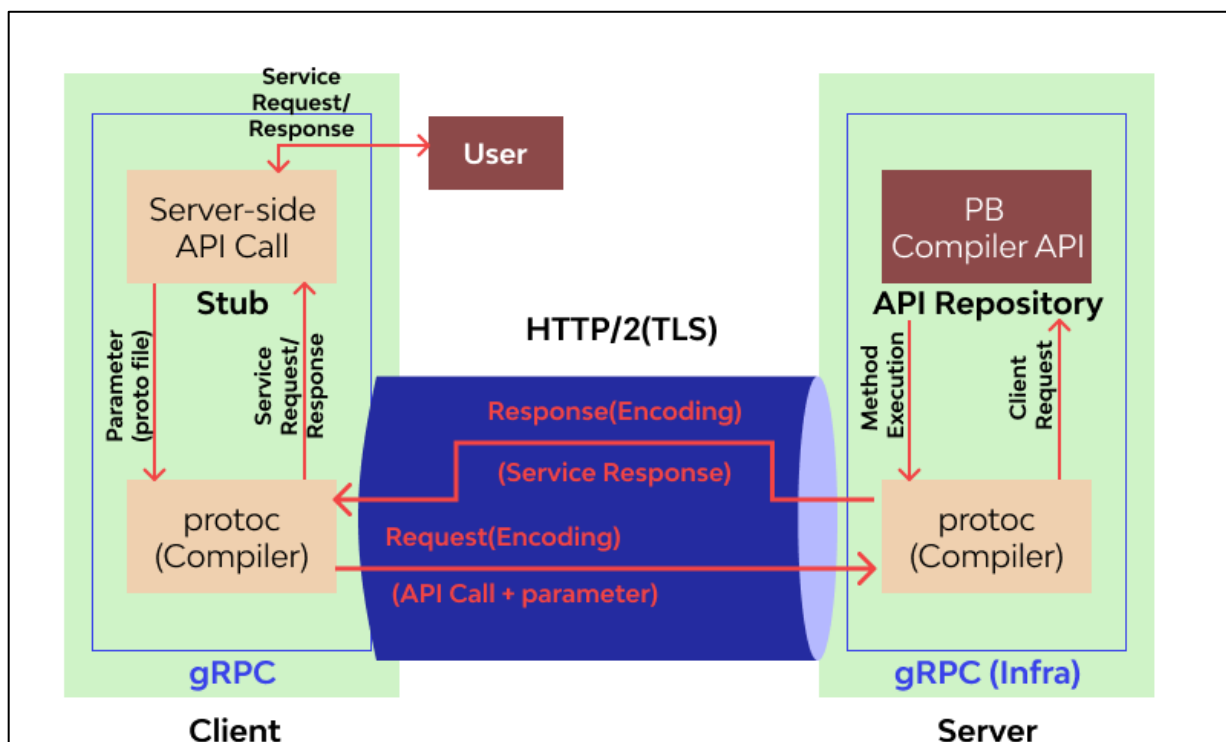 Service
Request/
Response
User
Server-side
API Call
Stub
Parameter
(proto file)
Service
Request/
Response
protoc
(Compiler)
gRPC
Client
HTTP/2(TLS)
Response(Encoding)
(Service Response)
Request(Encoding)
(API Call + parameter)
PB
Compiler API
API Repository
Method
Execution
Client
Request
protoc
(Compiler)
gRPC (Infra)
Server